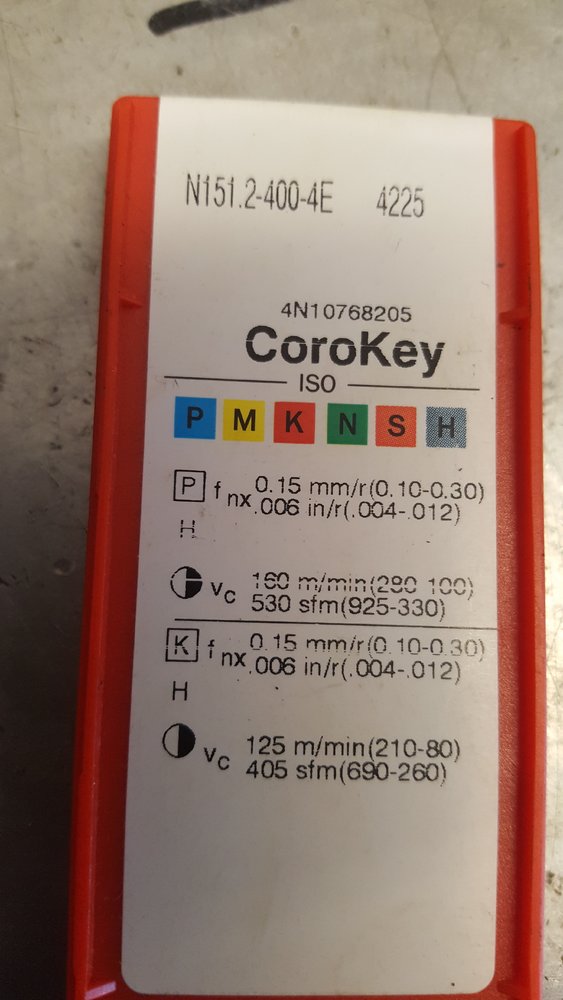 N151.2-400-4E 4225
4N10768205
CoroKey
ISO
P M K N S H
P f nx 0.15 mm/r(0.10-0.30)
.006 in/r(.004-.012)
H
vc 160 m/min(280-100)
530 sfm(925-330)
K f nx 0.15 mm/r(0.10-0.30)
.006 in/r(.004-.012)
H
vc 125 m/min(210-80)
405 sfm(690-260)